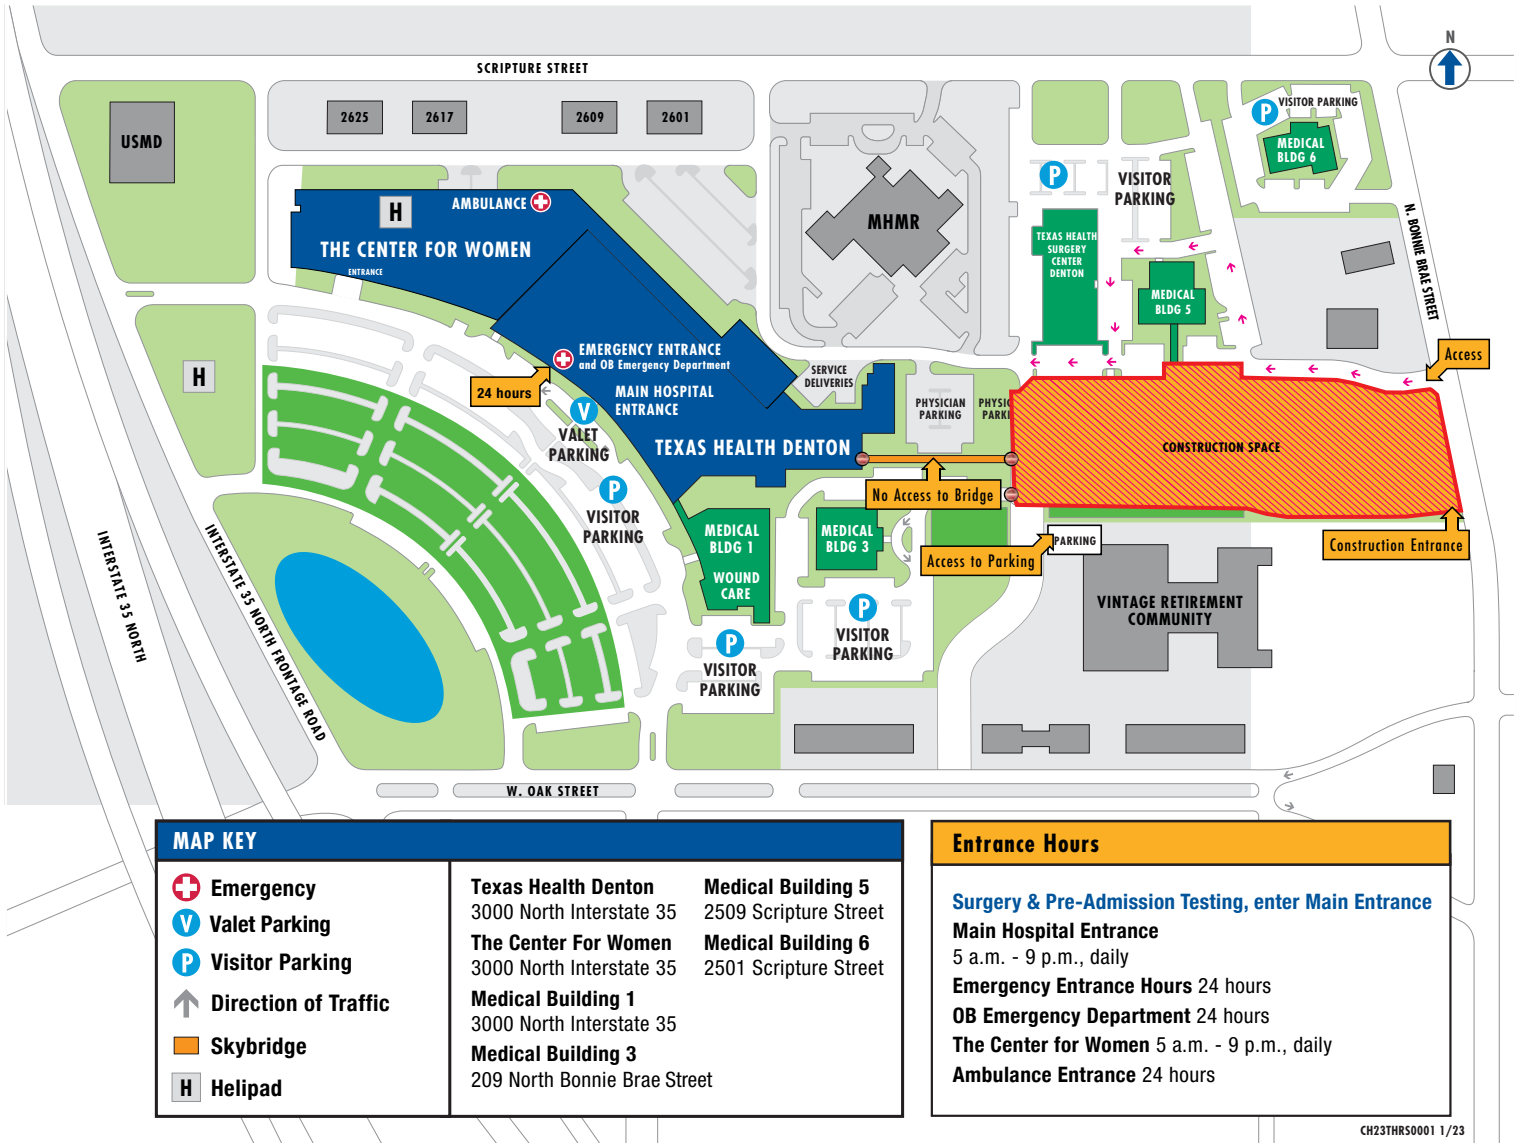 N
SCRIPTURE STREET
USMD
2625
2617
2609
2601
VISITOR PARKING
P
MEDICAL
BLDG 6
H
AMBULANCE
THE CENTER FOR WOMEN
ENTRANCE
MHMR
P
VISITOR
PARKING
TEXAS HEALTH
SURGERY
CENTER
DENTON
MEDICAL
BLDG 5
N. BONNIE BRAE STREET
H
EMERGENCY ENTRANCE
and OB Emergency Department
24 hours
MAIN HOSPITAL
ENTRANCE
V
VALET
PARKING
SERVICE
DELIVERIES
PHYSICIAN
PARKING
PHYSIC
PARKI
Access
TEXAS HEALTH DENTON
CONSTRUCTION SPACE
No Access to Bridge
P
VISITOR
PARKING
MEDICAL
BLDG 1
WOUND
CARE
MEDICAL
BLDG 3
Access to Parking
PARKING
Construction Entrance
VINTAGE RETIREMENT
COMMUNITY
P
VISITOR
PARKING
P
VISITOR
PARKING
INTERSTATE 35 NORTH
INTERSTATE 35 NORTH FRONTAGE ROAD
W. OAK STREET
MAP KEY
Emergency
V Valet Parking
P Visitor Parking
Direction of Traffic
Skybridge
H Helipad
Texas Health Denton
3000 North Interstate 35
The Center For Women
3000 North Interstate 35
Medical Building 1
3000 North Interstate 35
Medical Building 3
209 North Bonnie Brae Street
Medical Building 5
2509 Scripture Street
Medical Building 6
2501 Scripture Street
Entrance Hours
Surgery & Pre-Admission Testing, enter Main Entrance
Main Hospital Entrance
5 a.m. - 9 p.m., daily
Emergency Entrance Hours 24 hours
OB Emergency Department 24 hours
The Center for Women 5 a.m. - 9 p.m., daily
Ambulance Entrance 24 hours
CH23THRS0001 1/23